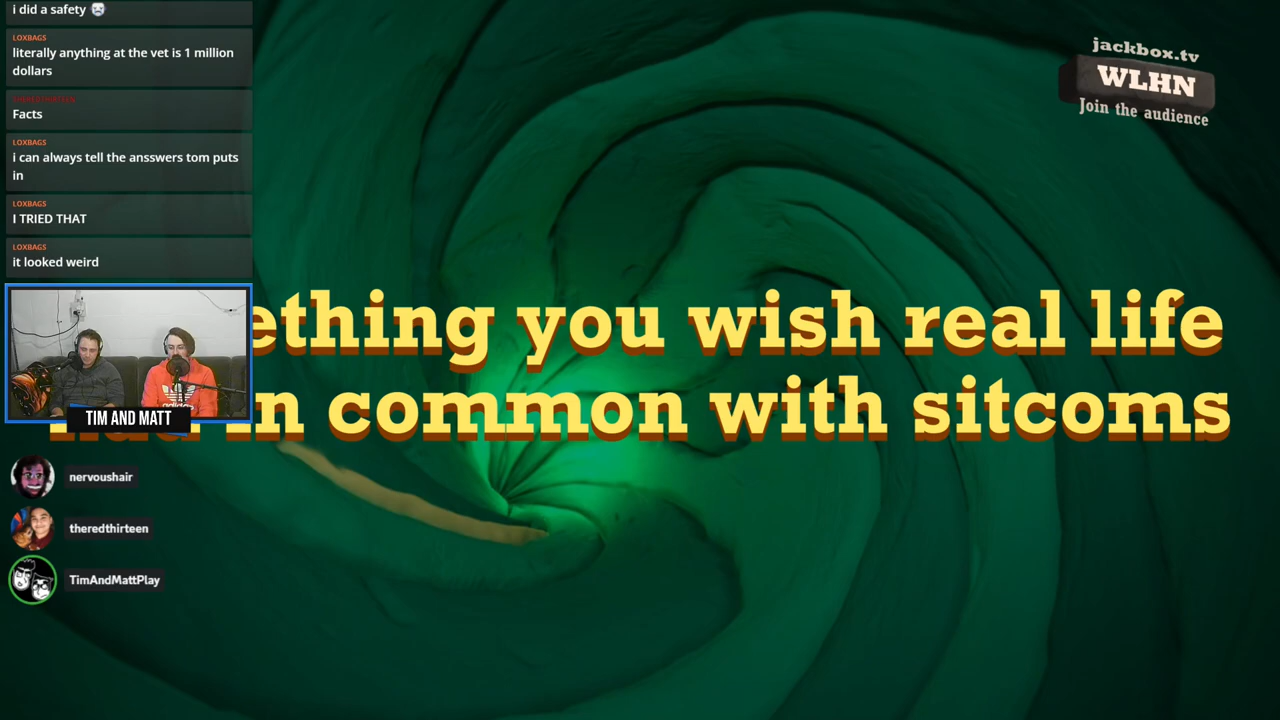 i did a safety
LOXBAGS
literally anything at the vet is 1 million
dollars
THEREDTHIRTEEN
Facts
LOXBAGS
i can always tell the ansswers tom puts
in
LOXBAGS
I TRIED THAT
LOXBAGS
it looked weird
jackbox.tv
WLHN
Join the audience
ething you wish real life
in common with sitcoms
TIM AND MATT
nervoushair
theredthirteen
TimAndMattPlay